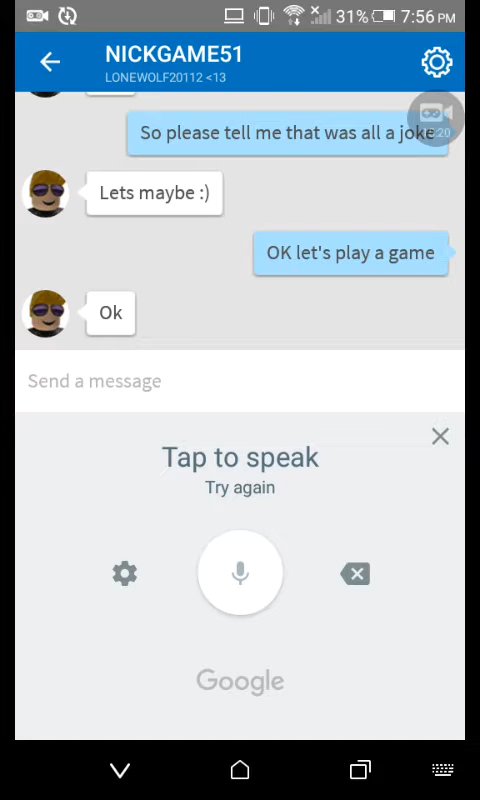 31% 7:56 PM
NICKGAME51
LONEWOLF20112 <13
So please tell me that was all a joke
:20
Lets maybe :)
OK let's play a game
Ok
Send a message
Tap to speak
Try again
Google